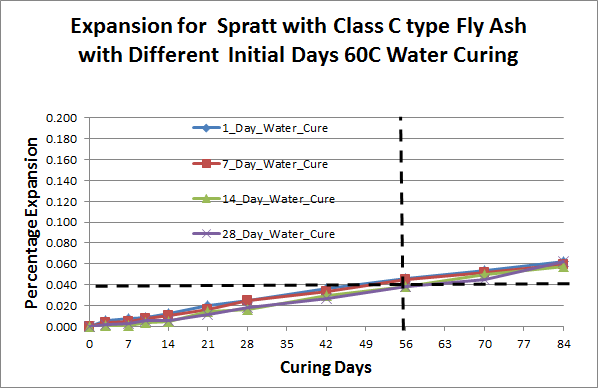 Expansion for Spratt with Class C type Fly Ash
with Different Initial Days 60C Water Curing
0.200
0.180
0.160
0.140
0.120
0.100
0.080
0.060
0.040
0.020
0.000
Percentage Expansion
1_Day_Water_Cure
7_Day_Water_Cure
14_Day_Water_Cure
28_Day_Water_Cure
0 7 14 21 28 35 42 49 56 63 70 77 84
Curing Days